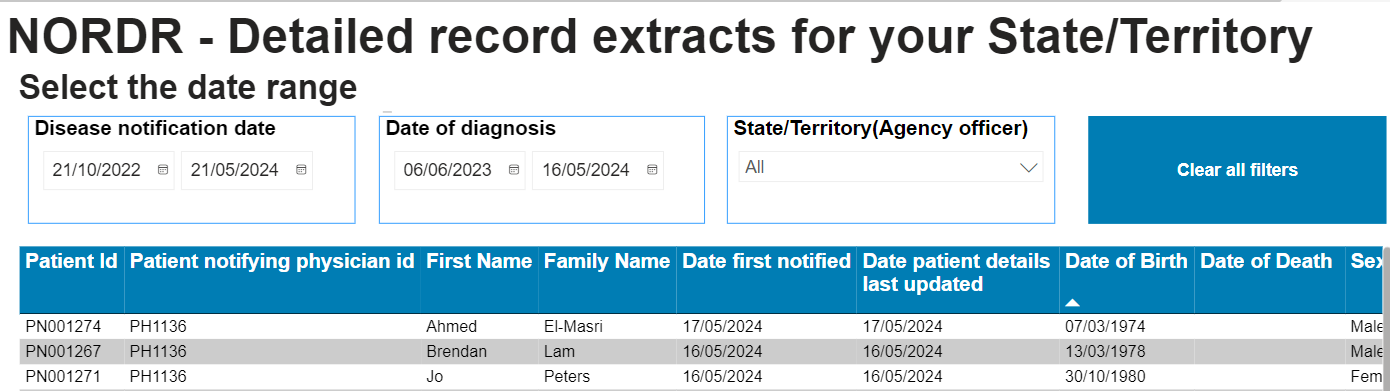 NORDR - Detailed record extracts for your State/Territory
Select the date range
Disease notification date
21/10/2022 21/05/2024
Date of diagnosis
06/06/2023 16/05/2024
State/Territory(Agency officer)
All
Clear all filters
Patient Id Patient notifying physician id First Name Family Name Date first notified Date patient details last updated Date of Birth Date of Death Sex
PN001274 PH1136 Ahmed El-Masri 17/05/2024 17/05/2024 07/03/1974 Male
PN001267 PH1136 Brendan Lam 16/05/2024 16/05/2024 13/03/1978 Male
PN001271 PH1136 Jo Peters 16/05/2024 16/05/2024 30/10/1980 Fem